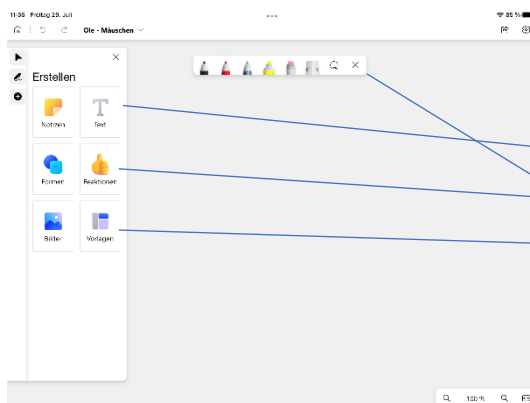 11:36 Freitag 29. Juli
85 %
Ole - Mäuschen
Erstellen
Notizen Text
Formen Reaktionen
Bilder Vorlagen
100 %